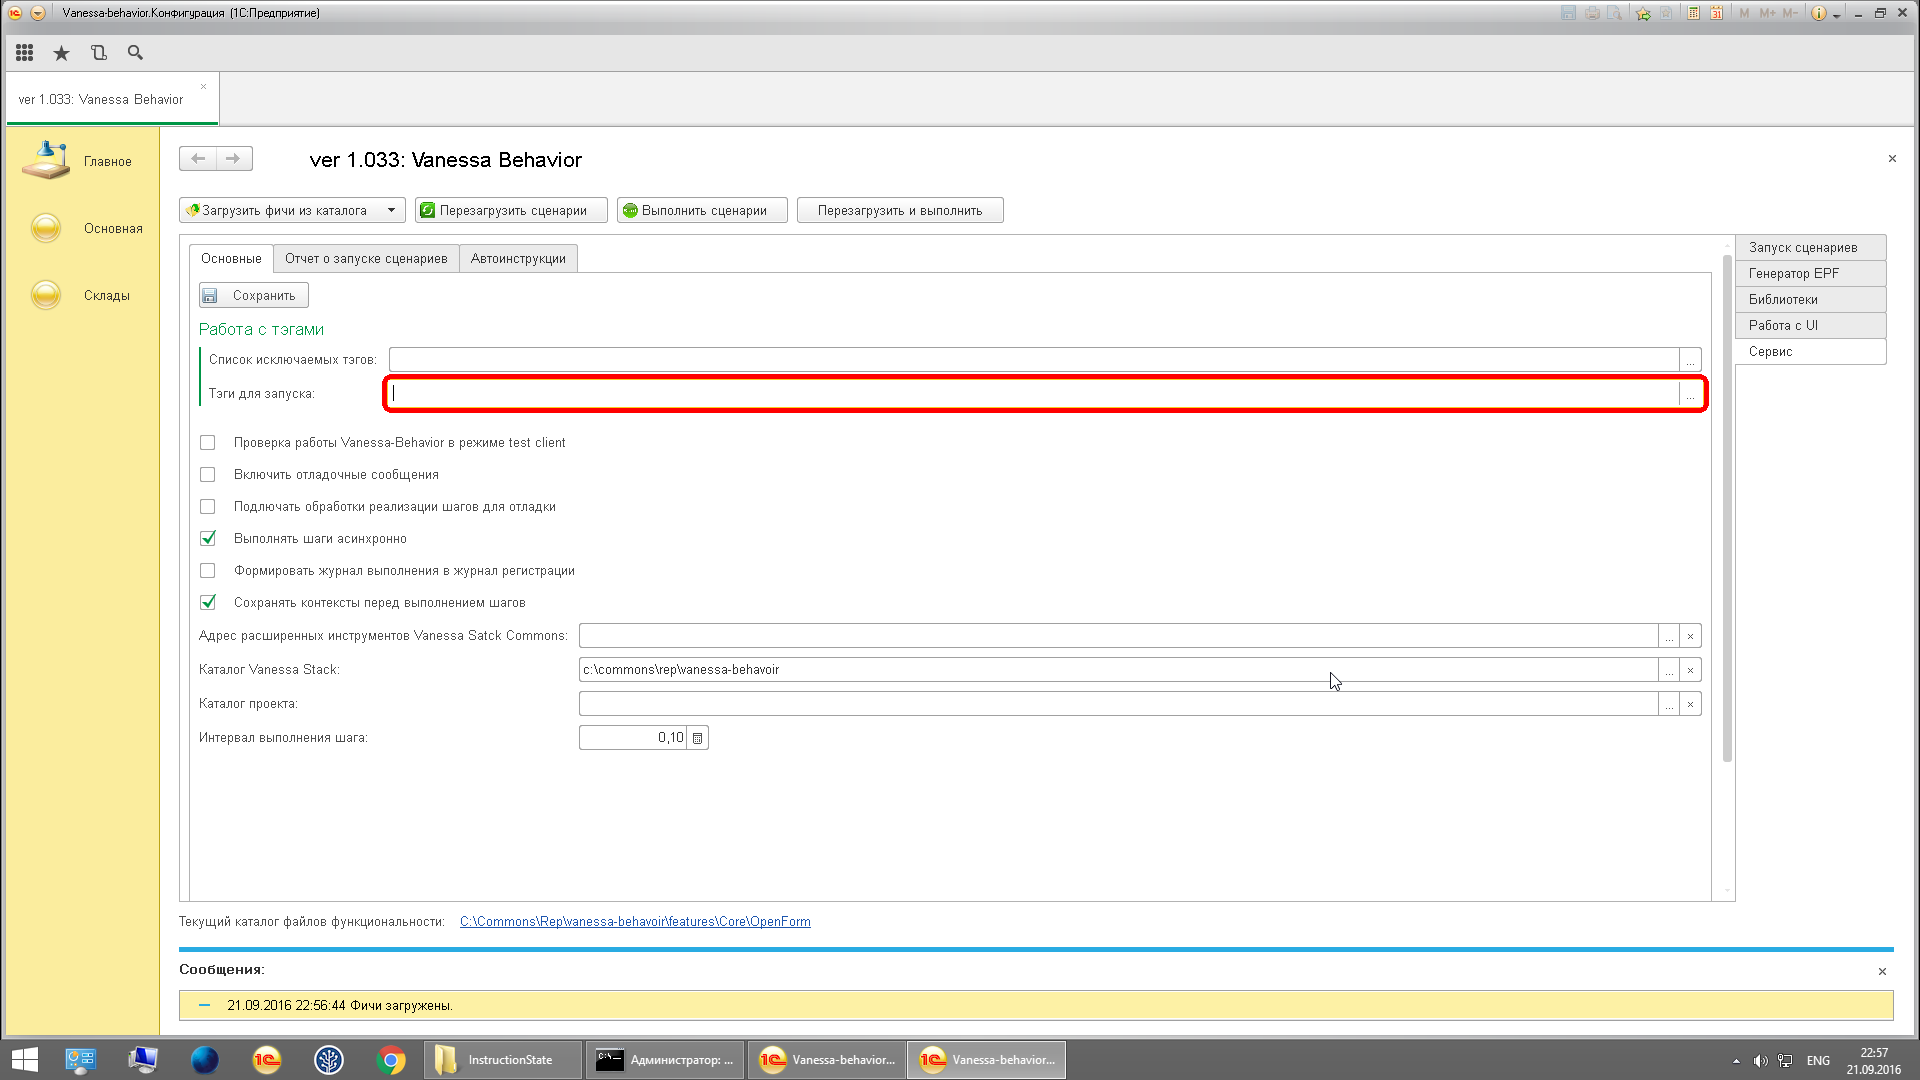 Vanessa-behavior.Конфигурация (1С:Предприятие)
M M+ M-
ver 1.033: Vanessa Behavior
Главное
Основная
Склады
ver 1.033: Vanessa Behavior
Загрузить фичи из каталога
Перезагрузить сценарии
Выполнить сценарии
Перезагрузить и выполнить
Основные
Отчет о запуске сценариев
Автоинструкции
Запуск сценариев
Генератор EPF
Библиотеки
Работа с UI
Сервис
Сохранить
Работа с тэгами
Список исключаемых тэгов:
...
Тэги для запуска:
...
Проверка работы Vanessa-Behavior в режиме test client
Включить отладочные сообщения
Подлючать обработки реализации шагов для отладки
Выполнять шаги асинхронно
Формировать журнал выполнения в журнал регистрации
Сохранять контексты перед выполнением шагов
Адрес расширенных инструментов Vanessa Satck Commons:
...
Каталог Vanessa Stack: c:\commons\rep\vanessa-behavoir
...
Каталог проекта:
...
Интервал выполнения шага: 0,10
Текущий каталог файлов функциональности: C:\Commons\Rep\vanessa-behavoir\features\Core\OpenForm
Сообщения:
21.09.2016 22:56:44 Фичи загружены.
InstructionState
Администратор: ...
Vanessa-behavior...
Vanessa-behavior...
ENG
22:57
21.09.2016